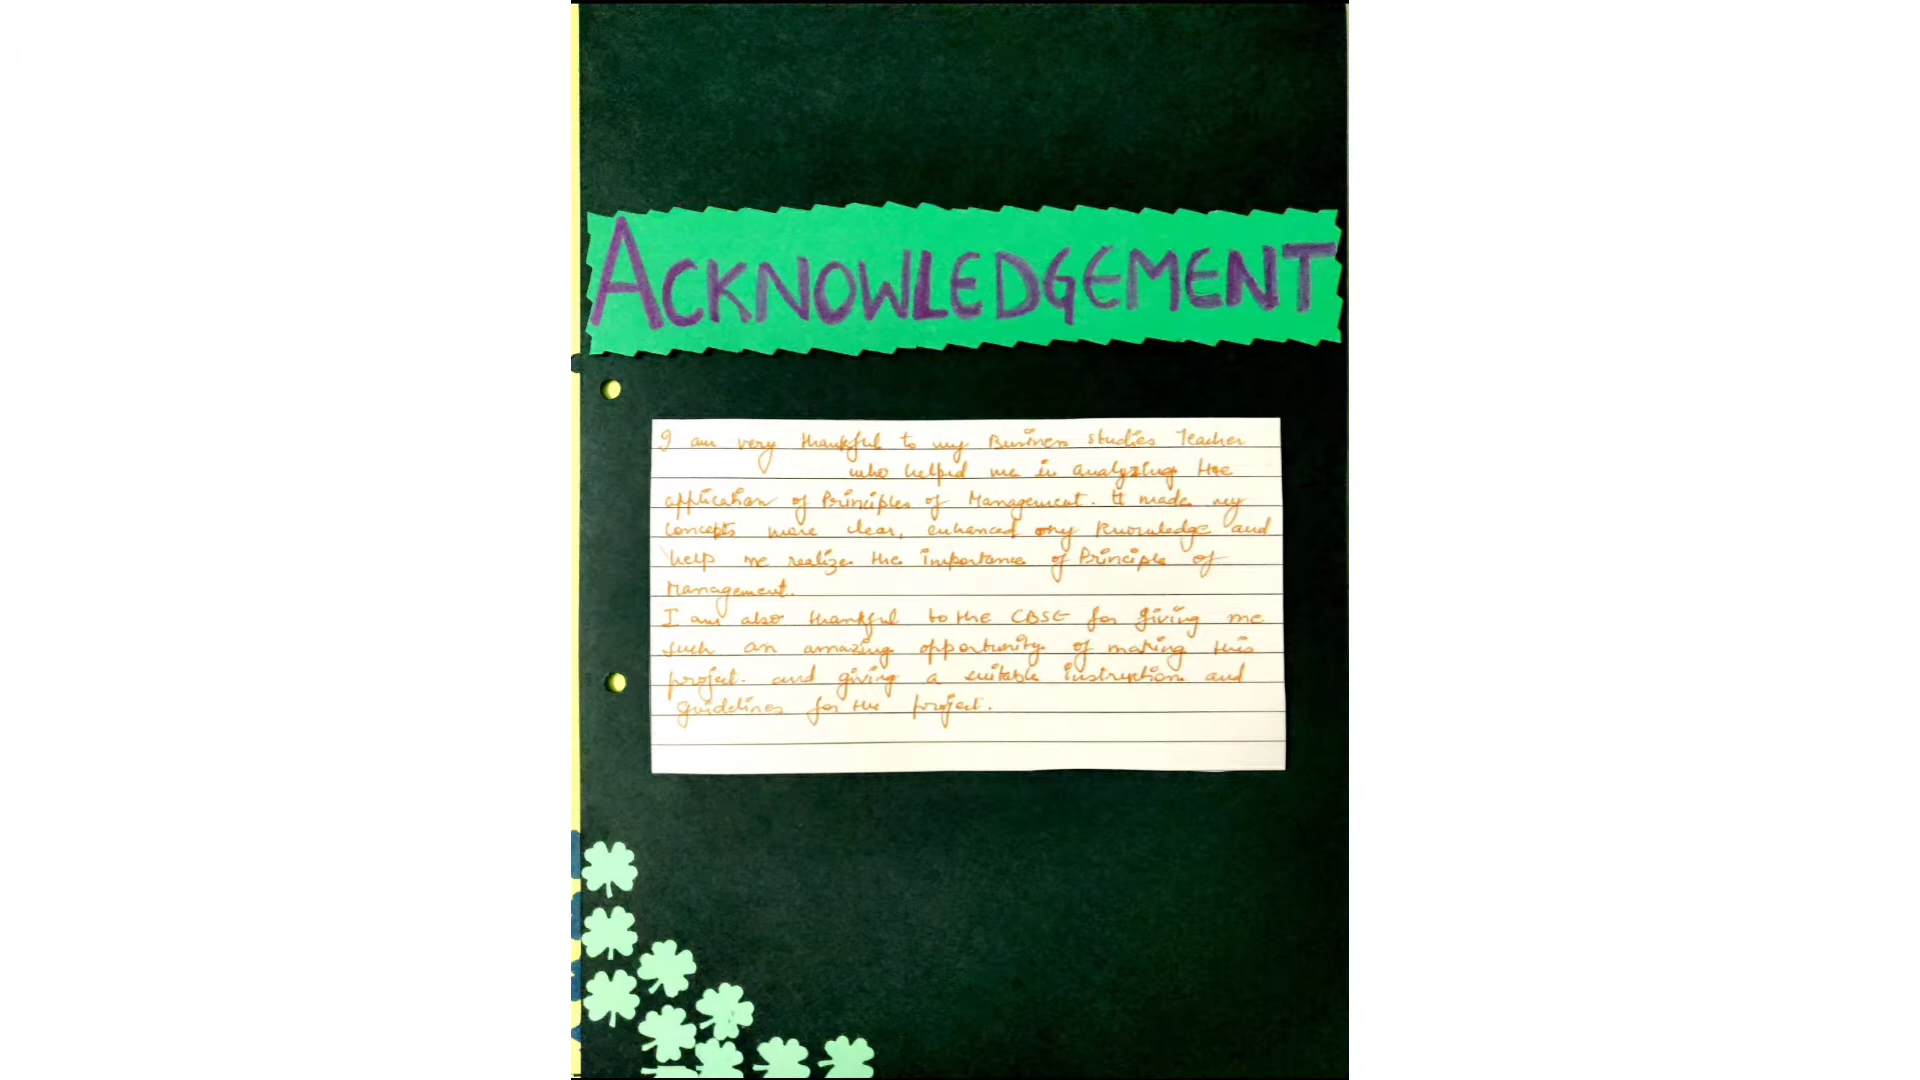 ACKNOWLEDGEMENT
I am very thankful to my Business studies Teacher
who helped me in analyzing the
application of Principles of Management. It made my
concepts more clear, enhanced my knowledge and
help me realize the importance of Principle of
Management.
I am also thankful to the CBSE for giving me
such an amazing opportunity of making this
project. and giving a suitable instruction and
guidelines for the project.